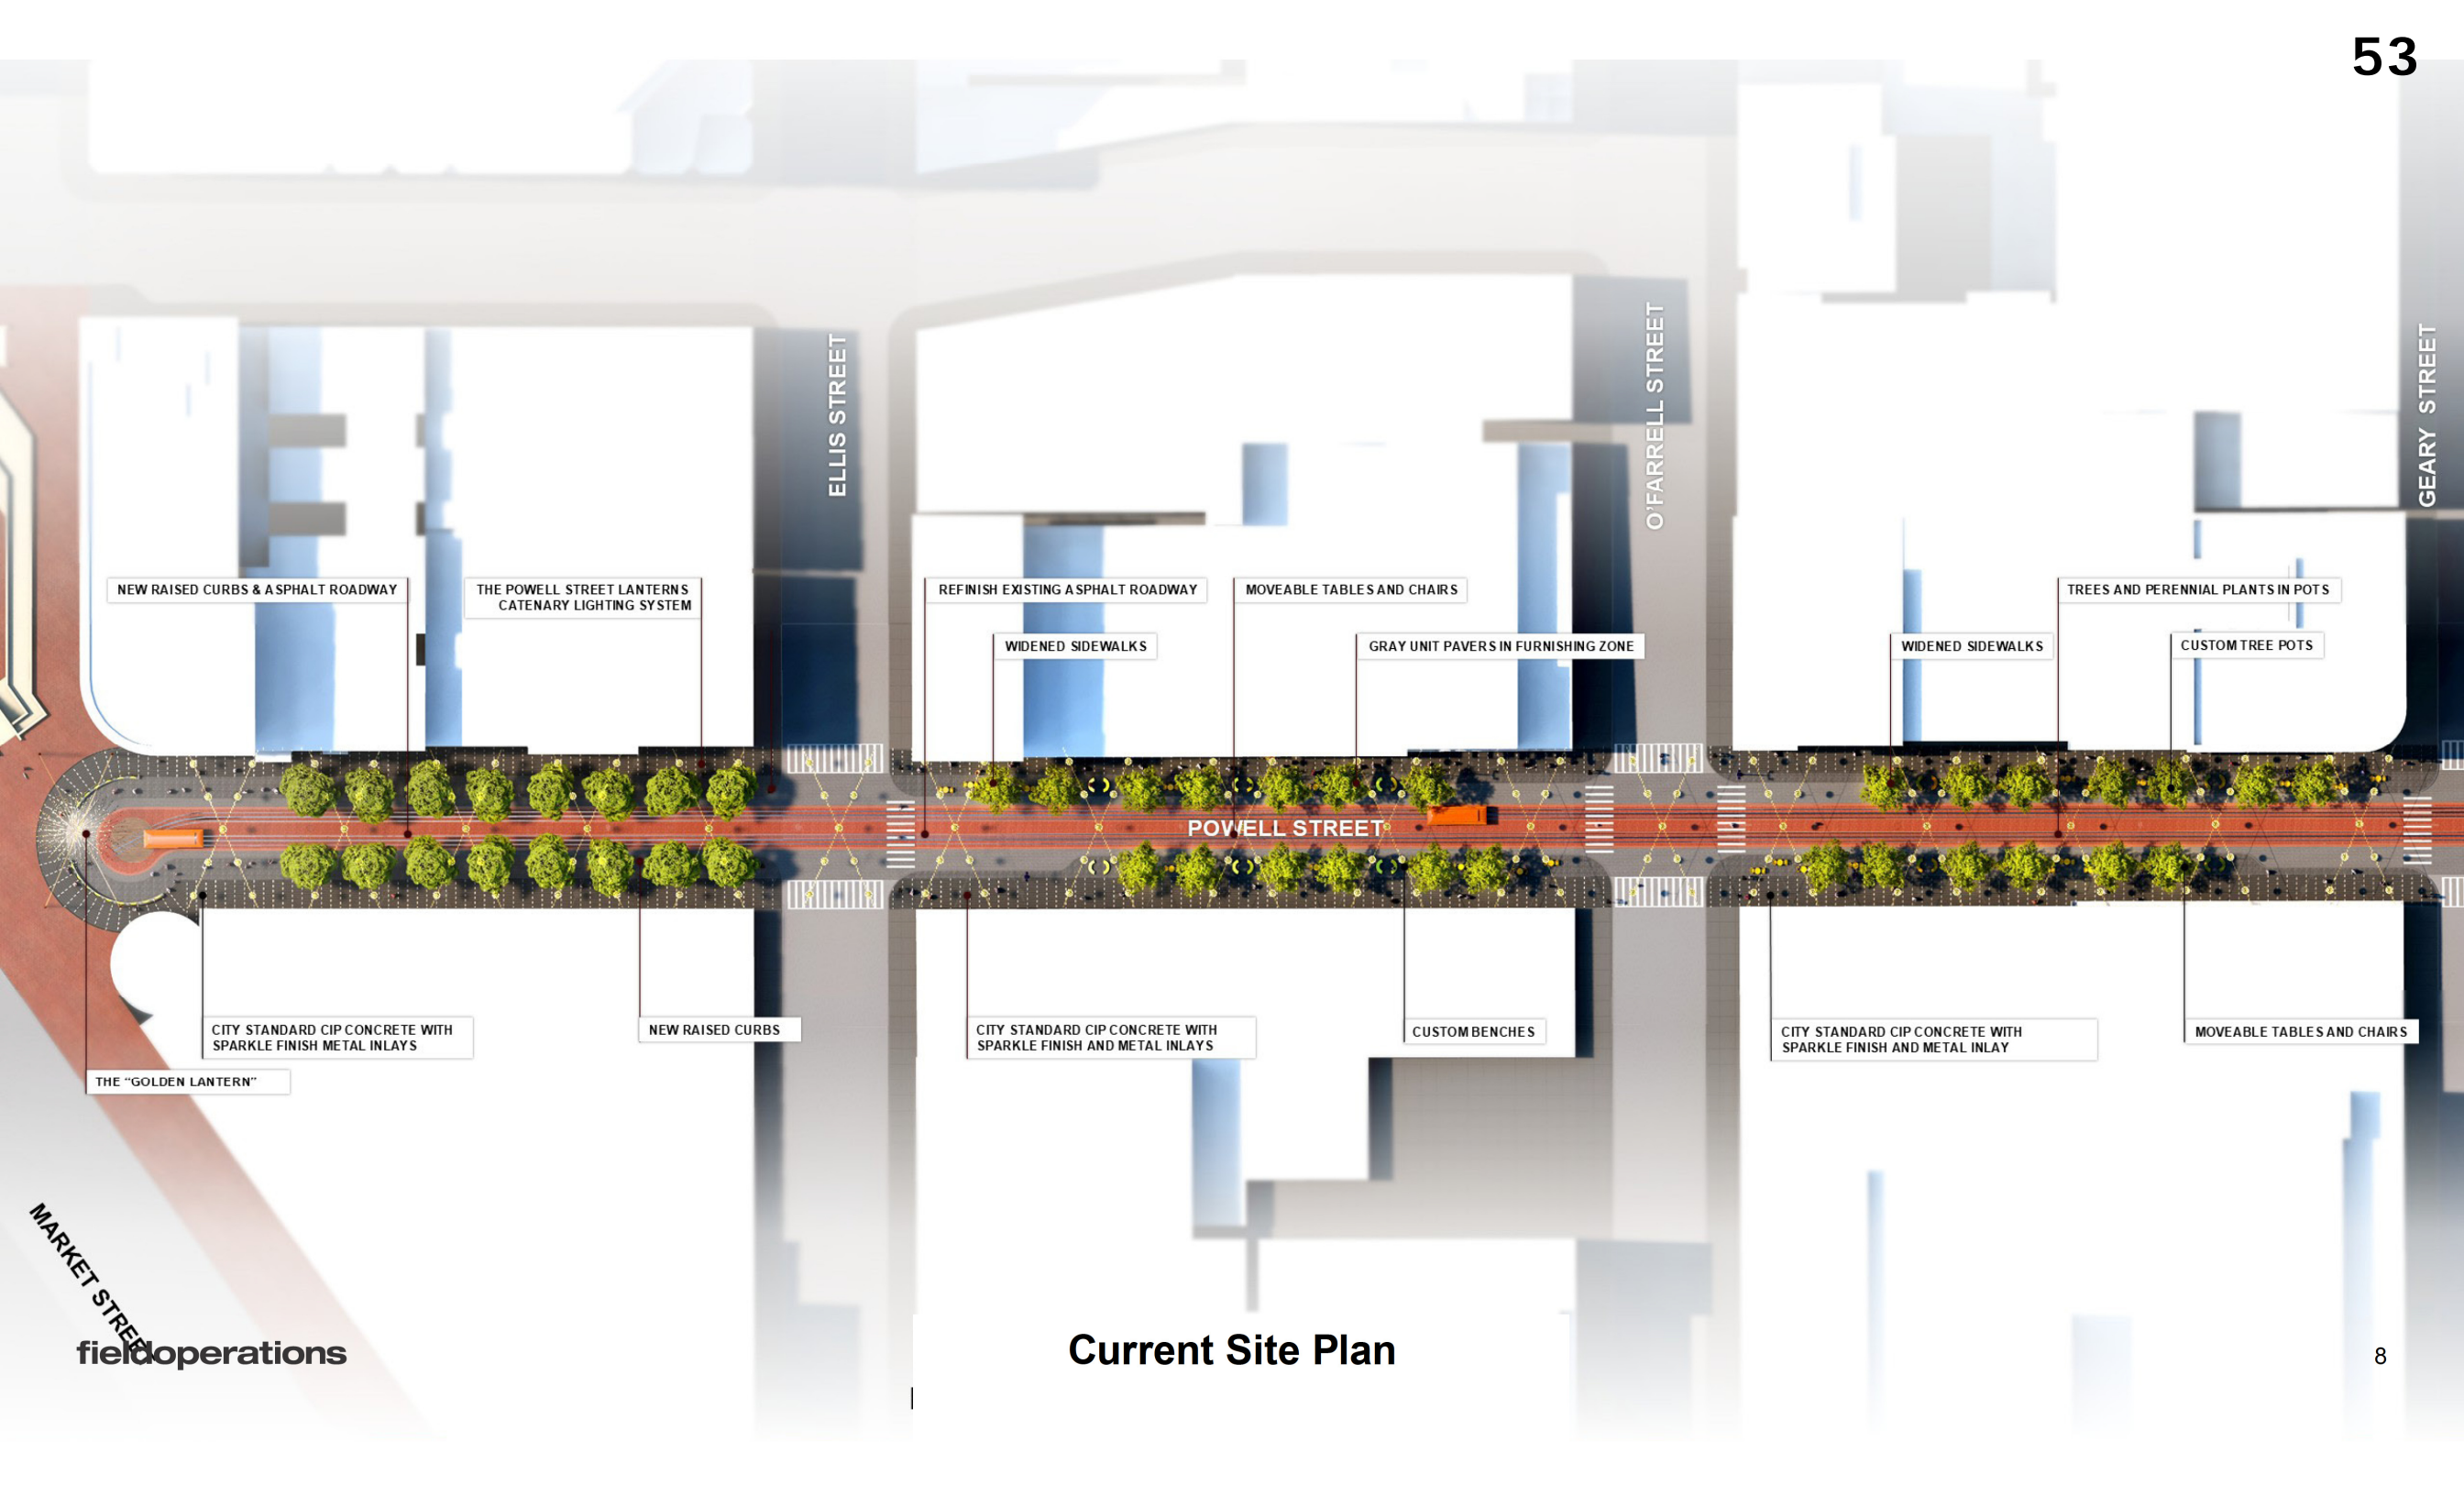 53
ELLIS STREET
O'FARRELL STREET
GEARY STREET
NEW RAISED CURBS & ASPHALT ROADWAY
THE POWELL STREET LANTERNS
CATENARY LIGHTING SYSTEM
REFINISH EXISTING ASPHALT ROADWAY
MOVEABLE TABLES AND CHAIRS
TREES AND PERENNIAL PLANTS IN POTS
WIDENED SIDEWALKS
GRAY UNIT PAVERS IN FURNISHING ZONE
WIDENED SIDEWALKS
CUSTOM TREE POTS
POWELL STREET
CITY STANDARD CIP CONCRETE WITH
SPARKLE FINISH METAL INLAYS
NEW RAISED CURBS
CITY STANDARD CIP CONCRETE WITH
SPARKLE FINISH AND METAL INLAYS
CUSTOM BENCHES
CITY STANDARD CIP CONCRETE WITH
SPARKLE FINISH AND METAL INLAY
MOVEABLE TABLES AND CHAIRS
THE “GOLDEN LANTERN”
MARKET STREET
fieldoperations
Current Site Plan
8